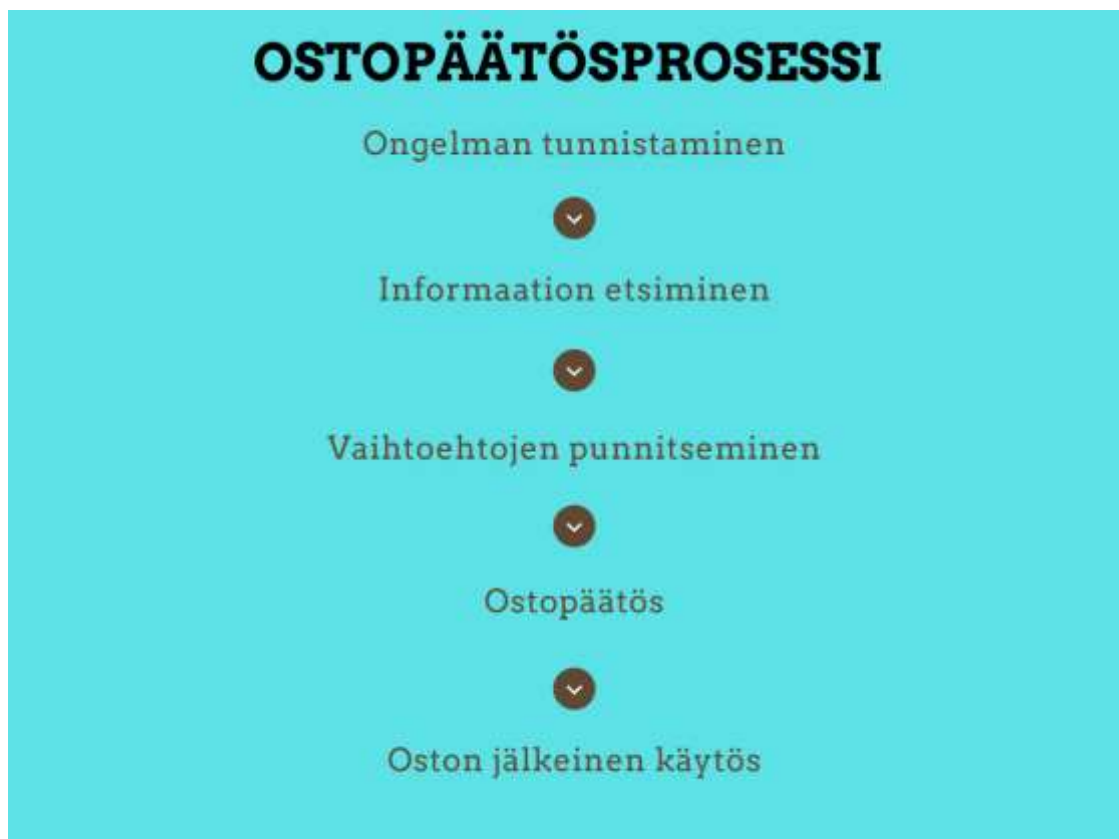 OSTOPÄÄTÖSPROSESSI
Ongelman tunnistaminen
Informaation etsiminen
Vaihtoehtojen punnitseminen
Ostopäätös
Oston jälkeinen käytös